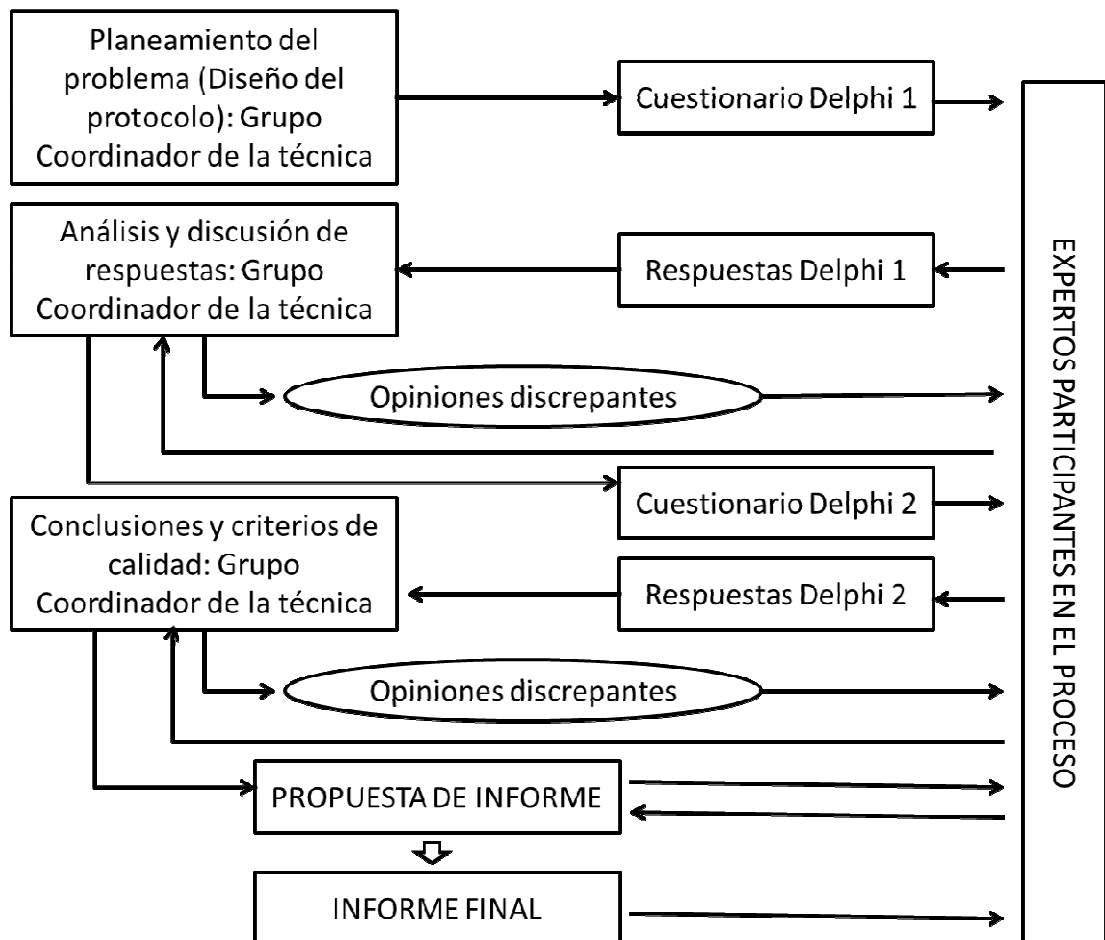 Planeamiento del
problema (Diseño del
protocolo): Grupo
Coordinador de la técnica
Cuestionario Delphi 1
Análisis y discusión de
respuestas: Grupo
Coordinador de la técnica
Respuestas Delphi 1
Opiniones discrepantes
Cuestionario Delphi 2
Conclusiones y criterios de
calidad: Grupo
Coordinador de la técnica
Respuestas Delphi 2
Opiniones discrepantes
PROPUESTA DE INFORME
INFORME FINAL
EXPERTOS PARTICIPANTES EN EL PROCESO